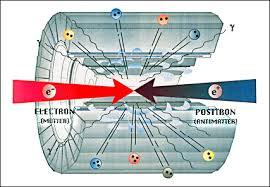 γ
e⁻
e⁺
ELECTRON
(MATTER)
POSITRON
(ANTIMATTER)